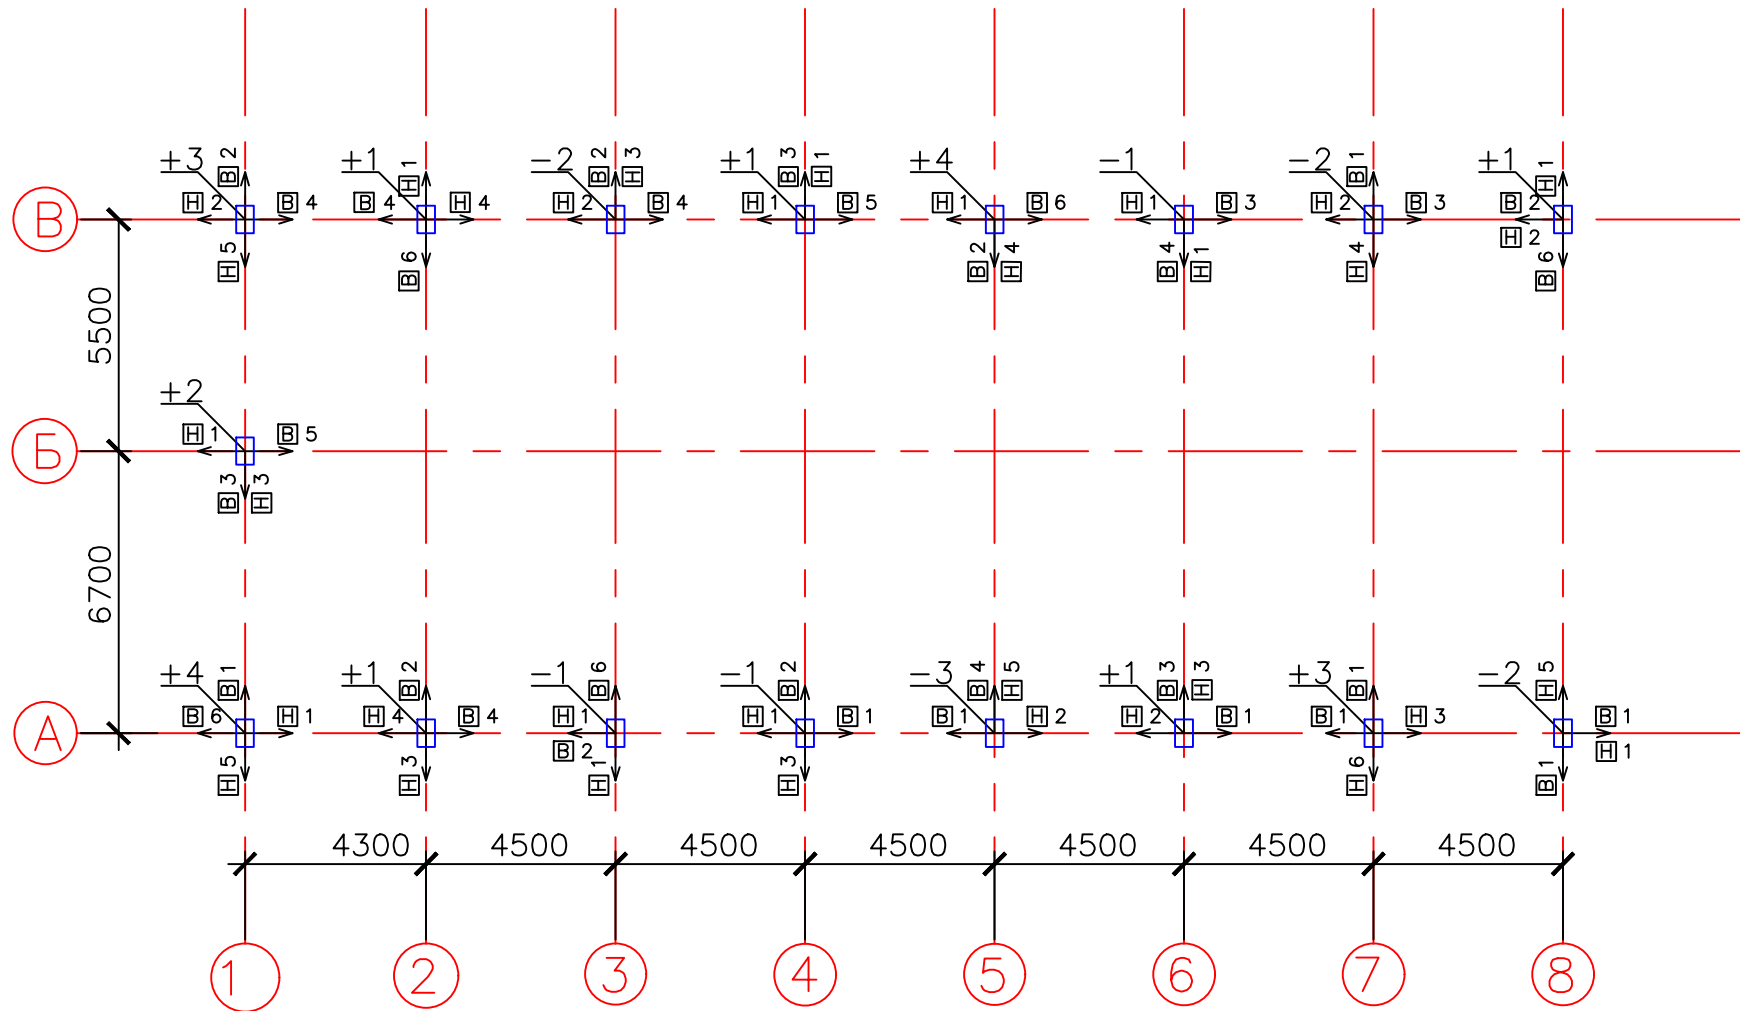 +3 В 2 +1 Н 1 -2 В 2 Н 3 +1 В 3 Н 1 +4 -1 -2 В 1 +1 Н 1
В Н 2 В 4 В 4 Н 4 Н 2 В 4 Н 1 В 5 Н 1 В 6 Н 1 В 3 Н 2 В 3 В 2
Н 5 В 6 В 2 Н 4 В 4 Н 1 Н 4 Н 2 В 6
5500
+2
Б Н 1 В 5
В 3 Н 3
6700
+4 В 1 +1 В 2 -1 В 6 -1 В 2 -3 В 4 Н 5 +1 В 3 Н 3 +3 В 1 -2 Н 5
А В 6 Н 1 Н 4 В 4 Н 1 Н 1 В 1 В 1 Н 2 Н 2 В 1 В 1 Н 3 В 1
Н 5 Н 3 В 2 Н 1 Н 3 Н 6 В 1 Н 1
4300 4500 4500 4500 4500 4500 4500
1 2 3 4 5 6 7 8